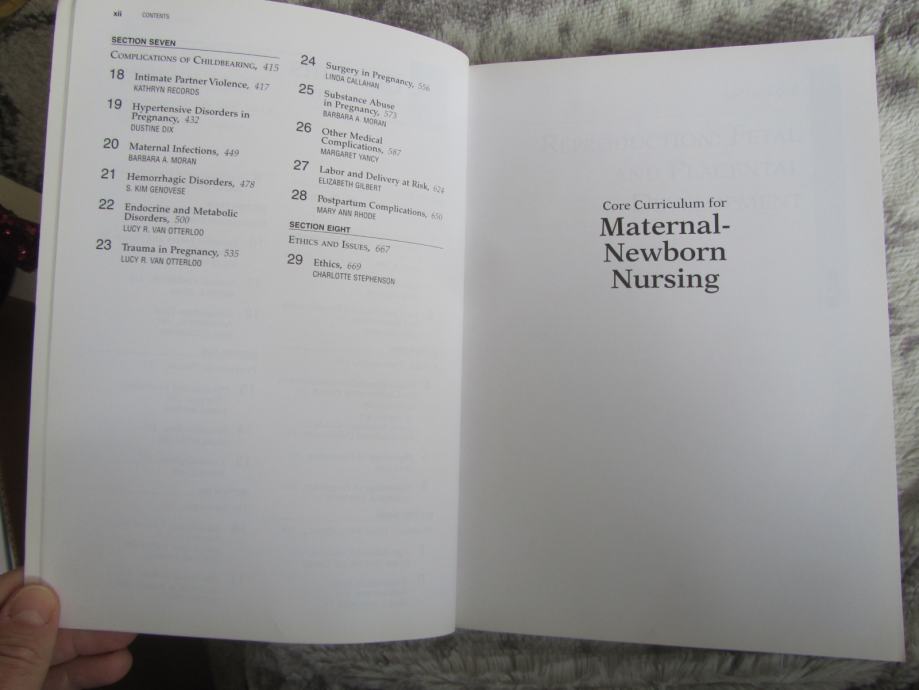 xii CONTENTS
SECTION SEVEN
COMPLICATIONS OF CHILDBEARING, 415
18 Intimate Partner Violence, 417
KATHRYN RECORDS
19 Hypertensive Disorders in
Pregnancy, 432
DUSTINE DIX
20 Maternal Infections, 449
BARBARA A. MORAN
21 Hemorrhagic Disorders, 478
S. KIM GENOVESE
22 Endocrine and Metabolic
Disorders, 500
LUCY R. VAN OTTERLOO
23 Trauma in Pregnancy, 535
LUCY R. VAN OTTERLOO
24 Surgery in Pregnancy, 556
LINDA CALLAHAN
25 Substance Abuse
in Pregnancy, 573
BARBARA A. MORAN
26 Other Medical
Complications, 587
MARGARET YANCY
27 Labor and Delivery at Risk, 624
ELIZABETH GILBERT
28 Postpartum Complications, 650
MARY ANN RHODE
SECTION EIGHT
ETHICS AND ISSUES, 667
29 Ethics, 669
CHARLOTTE STEPHENSON
Core Curriculum for
Maternal-
Newborn
Nursing